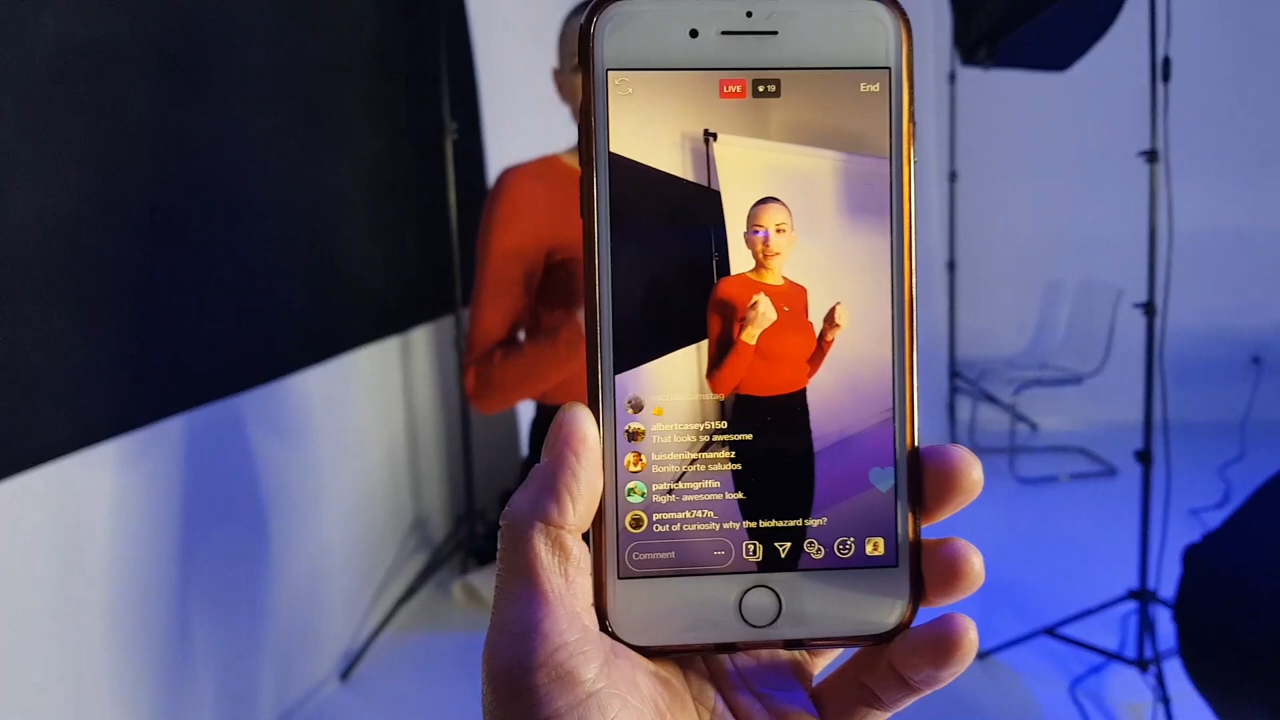 LIVE 19 End
albertcasey5150
That looks so awesome
luisdenihernandez
Bonito corte saludos
patrickmgriffin
Right- awesome look.
promark747n_
Out of curiosity why the biohazard sign?
Comment ... ?